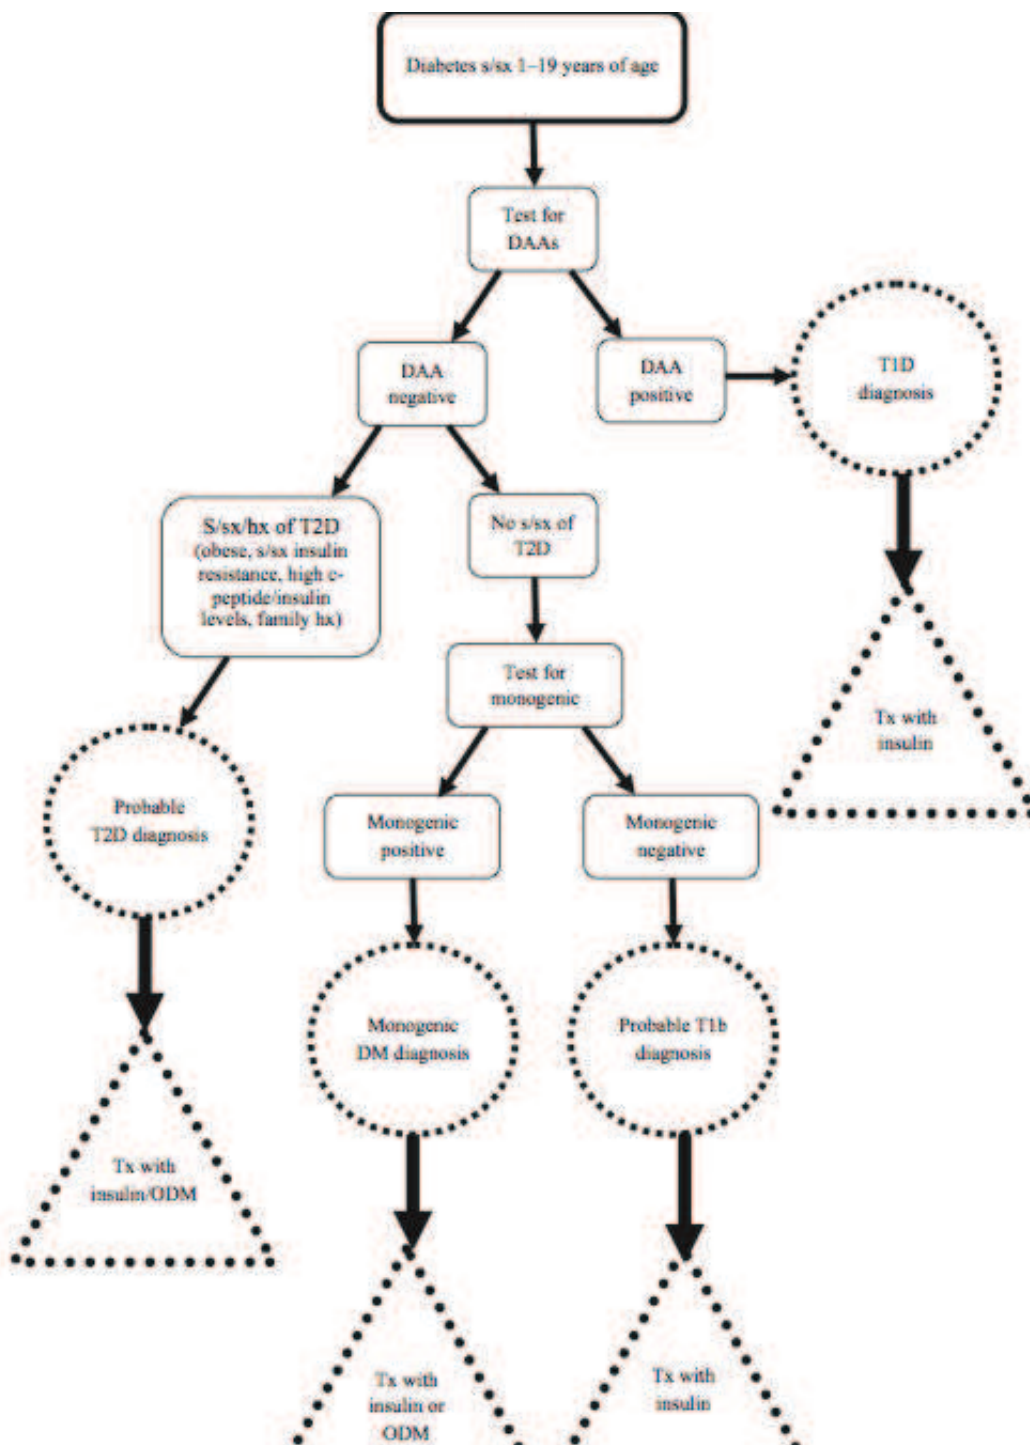 Diabetes s/sx 1–19 years of age
Test for
DAAs
DAA
negative
DAA
positive
T1D
diagnosis
S/sx/hx of T2D
(obese, s/sx insulin
resistance, high c-
peptide/insulin
levels, family hx)
No s/sx of
T2D
Test for
monogenic
Tx with
insulin
Probable
T2D diagnosis
Monogenic
positive
Monogenic
negative
Monogenic
DM diagnosis
Probable T1b
diagnosis
Tx with
insulin/ODM
Tx with
insulin or
ODM
Tx with
insulin